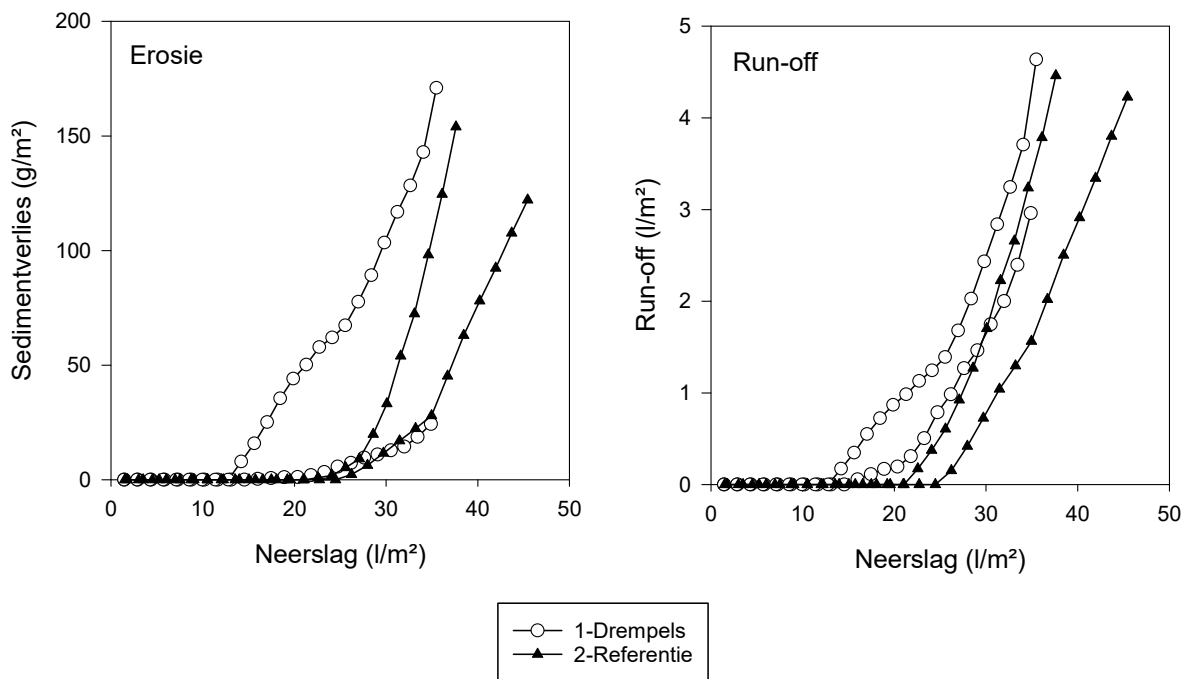 Erosie
200
150
100
50
0
Sedimentverlies (g/m²)
0 10 20 30 40 50
Neerslag (l/m²)
Run-off
5
4
3
2
1
0
Run-off (l/m²)
0 10 20 30 40 50
Neerslag (l/m²)
1-Drempels
2-Referentie